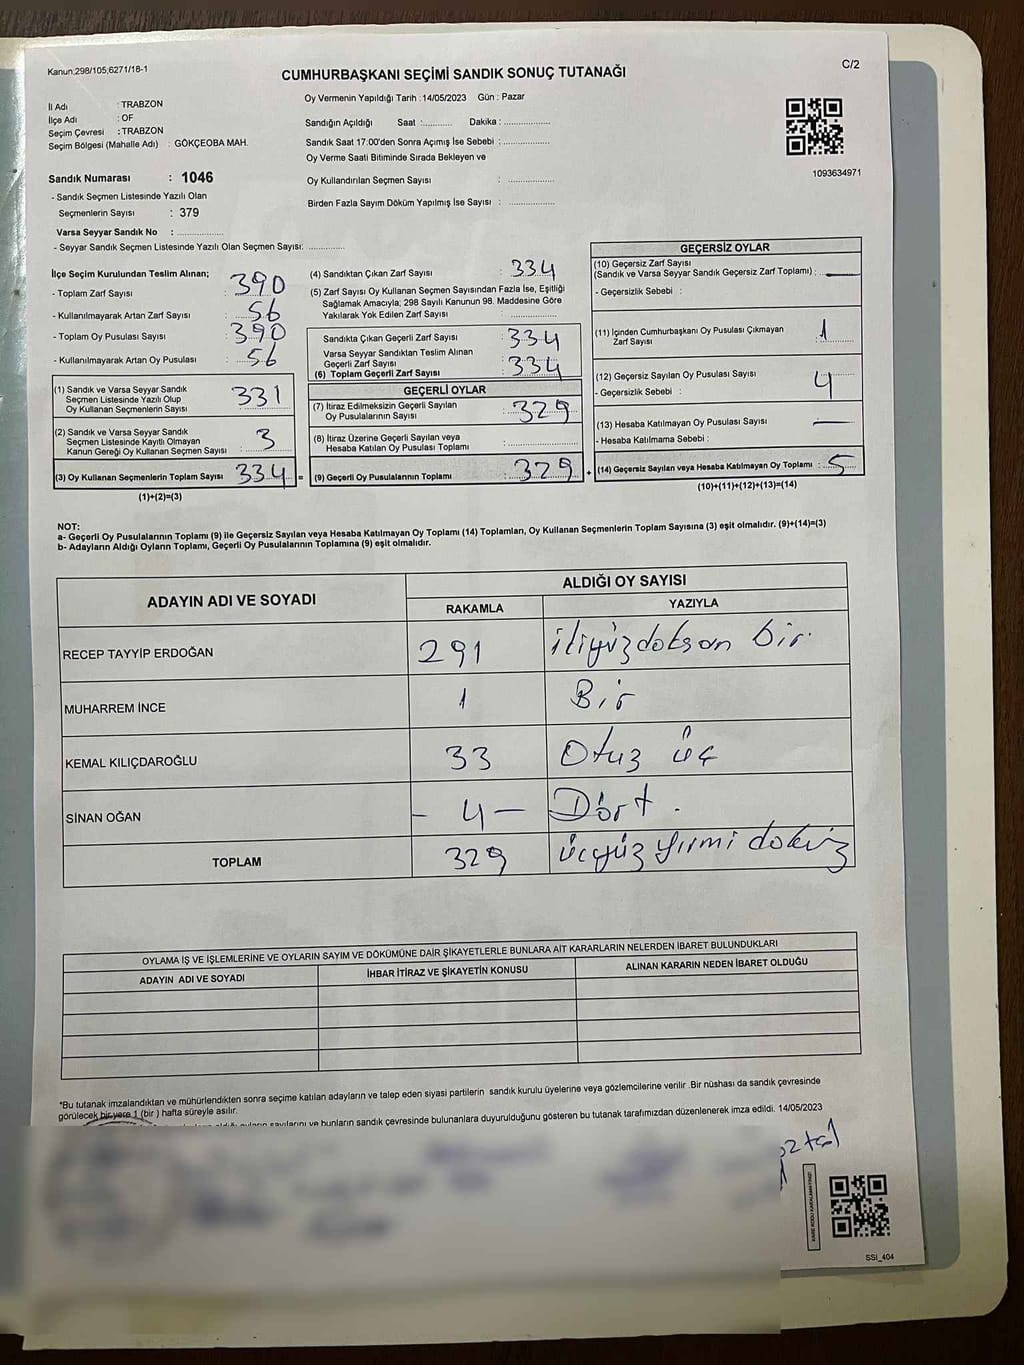 Kanun;298/105;6271/18-1
C/2
CUMHURBAŞKANI SEÇİMİ SANDIK SONUÇ TUTANAĞI
İl Adı : TRABZON
İlçe Adı : OF
Seçim Çevresi : TRABZON
Seçim Bölgesi (Mahalle Adı) : GÖKÇEOBA MAH.
Sandık Numarası : 1046
- Sandık Seçmen Listesinde Yazılı Olan
Seçmenlerin Sayısı : 379
Varsa Seyyar Sandık No : ..................
- Seyyar Sandık Seçmen Listesinde Yazılı Olan Seçmen Sayısı: ..............
Oy Vermenin Yapıldığı Tarih : 14/05/2023 Gün : Pazar
Sandığın Açıldığı Saat :........... Dakika : ..................
Sandık Saat 17:00'den Sonra Açımış İse Sebebi : ..................
Oy Verme Saati Bitiminde Sırada Bekleyen ve
Oy Kullandırılan Seçmen Sayısı : ..................
Birden Fazla Sayım Döküm Yapılmış İse Sayısı : ..................
1093634971
İlçe Seçim Kurulundan Teslim Alınan;
- Toplam Zarf Sayısı : 390
- Kullanılmayarak Artan Zarf Sayısı : 56
- Toplam Oy Pusulası Sayısı : 390
- Kullanılmayarak Artan Oy Pusulası : 56
(1) Sandık ve Varsa Seyyar Sandık
Seçmen Listesinde Yazılı Olup
Oy Kullanan Seçmenlerin Sayısı 331
(2) Sandık ve Varsa Seyyar Sandık
Seçmen Listesinde Kayıtlı Olmayan
Kanun Gereği Oy Kullanan Seçmen Sayısı : 3
(3) Oy Kullanan Seçmenlerin Toplam Sayısı 334 =
(1)+(2)=(3)
(4) Sandıktan Çıkan Zarf Sayısı : 334
(5) Zarf Sayısı Oy Kullanan Seçmen Sayısından Fazla İse, Eşitliği
Sağlamak Amacıyla; 298 Sayılı Kanunun 98. Maddesine Göre
Yakılarak Yok Edilen Zarf Sayısı : ..................
Sandıkta Çıkan Geçerli Zarf Sayısı : 334
Varsa Seyyar Sandıktan Teslim Alınan
Geçerli Zarf Sayısı : 334
(6) Toplam Geçerli Zarf Sayısı :
GEÇERLİ OYLAR
(7) İtiraz Edilmeksizin Geçerli Sayılan
Oy Pusulalarının Sayısı : 329
(8) İtiraz Üzerine Geçerli Sayılan veya
Hesaba Katılan Oy Pusulası Toplamı : ..................
(9) Geçerli Oy Pusulalarının Toplamı : 329 +
GEÇERSİZ OYLAR
(10) Geçersiz Zarf Sayısı
(Sandık ve Varsa Seyyar Sandık Geçersiz Zarf Toplamı) : —
- Geçersizlik Sebebi :
(11) İçinden Cumhurbaşkanı Oy Pusulası Çıkmayan
Zarf Sayısı : 1
(12) Geçersiz Sayılan Oy Pusulası Sayısı : 4
- Geçersizlik Sebebi :
(13) Hesaba Katılmayan Oy Pusulası Sayısı : —
- Hesaba Katılmama Sebebi :
(14) Geçersiz Sayılan veya Hesaba Katılmayan Oy Toplamı : 5
(10)+(11)+(12)+(13)=(14)
NOT:
a- Geçerli Oy Pusulalarının Toplamı (9) ile Geçersiz Sayılan veya Hesaba Katılmayan Oy Toplamı (14) Toplamları, Oy Kullanan Seçmenlerin Toplam Sayısına (3) eşit olmalıdır. (9)+(14)=(3)
b- Adayların Aldığı Oyların Toplamı, Geçerli Oy Pusulalarının Toplamına (9) eşit olmalıdır.
ADAYIN ADI VE SOYADI
ALDIĞI OY SAYISI
RAKAMLA YAZIYLA
RECEP TAYYİP ERDOĞAN 291 ikiyüzdoksan bir
MUHARREM İNCE 1 Bir
KEMAL KILIÇDAROĞLU 33 Otuz üç
SİNAN OĞAN - 4 - Dört .
TOPLAM 329 üçyüz yirmi dokuz
OYLAMA İŞ VE İŞLEMLERİNE VE OYLARIN SAYIM VE DÖKÜMÜNE DAİR ŞİKAYETLERLE BUNLARA AİT KARARLARIN NELERDEN İBARET BULUNDUKLARI
ADAYIN ADI VE SOYADI İHBAR İTİRAZ VE ŞİKAYETİN KONUSU ALINAN KARARIN NEDEN İBARET OLDUĞU
*Bu tutanak imzalandıktan ve mühürlendikten sonra seçime katılan adayların ve talep eden siyasi partilerin sandık kurulu üyelerine veya gözlemcilerine verilir .Bir nüshası da sandık çevresinde
görülecek bir yere 1 (bir ) hafta süreyle asılır.
sayılarını ve bunların sandık çevresinde bulunanlara duyurulduğunu gösteren bu tutanak tarafımızdan düzenlenerek imza edildi. 14/05/2023
SSI_404